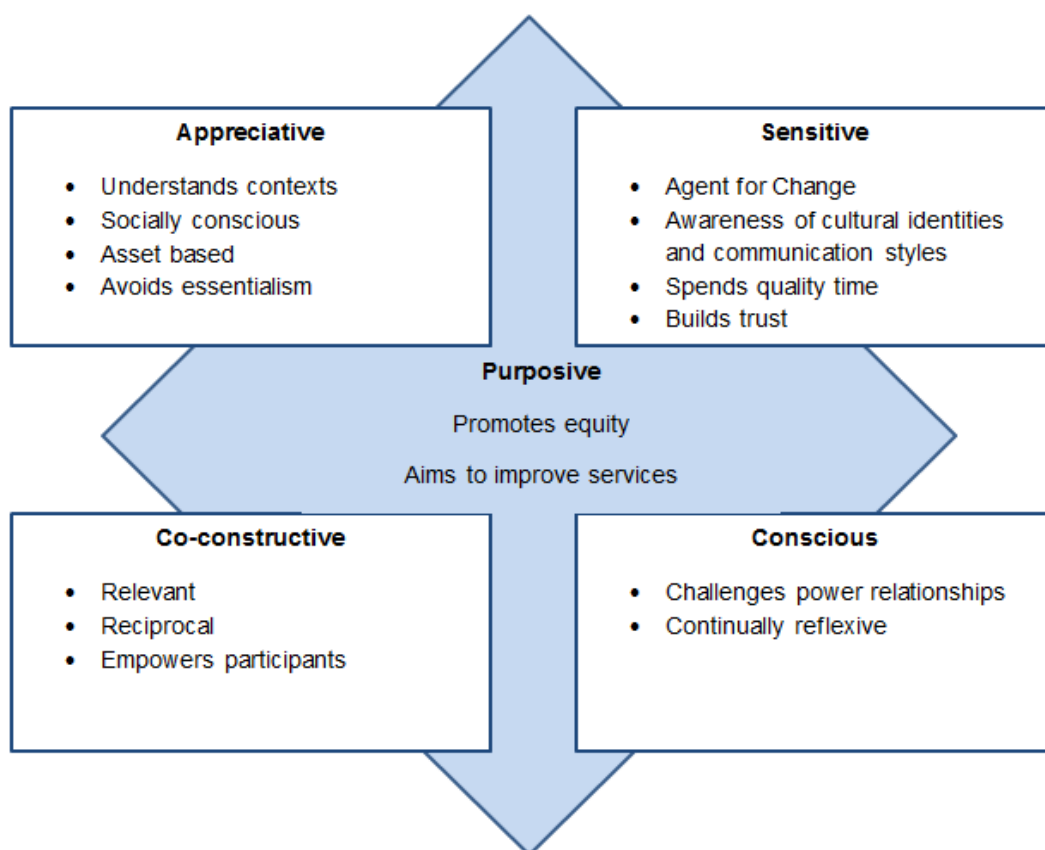 Appreciative
• Understands contexts
• Socially conscious
• Asset based
• Avoids essentialism
Sensitive
• Agent for Change
• Awareness of cultural identities
and communication styles
• Spends quality time
• Builds trust
Purposive
Promotes equity
Aims to improve services
Co-constructive
• Relevant
• Reciprocal
• Empowers participants
Conscious
• Challenges power relationships
• Continually reflexive